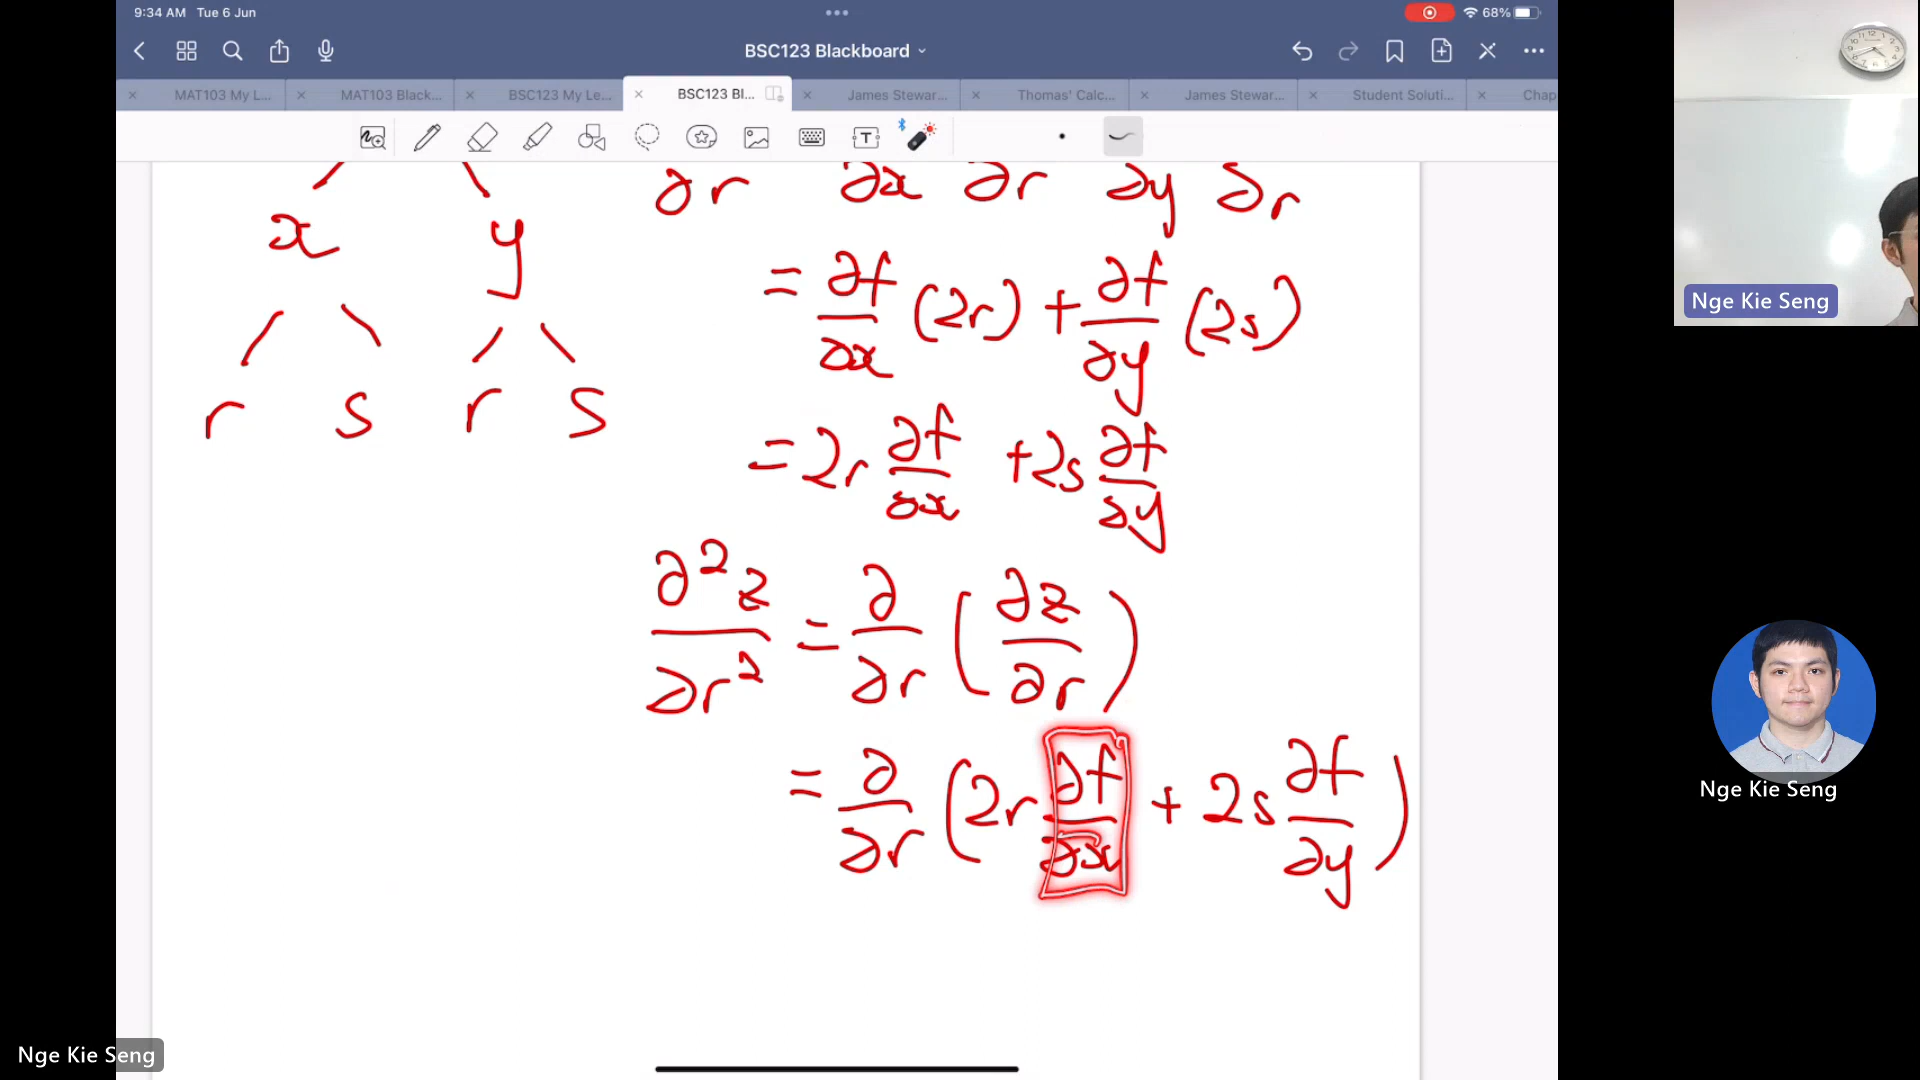 9:34 AM Tue 6 Jun
68%
BSC123 Blackboard
MAT103 My L...
MAT103 Black...
BSC123 My Le...
BSC123 Bl...
James Stewar...
Thomas' Calc...
James Stewar...
Student Soluti...
Chap
∂r ∂x ∂r ∂y ∂r
x y
r s r s
= ∂f/∂x (2r) + ∂f/∂y (2s)
= 2r ∂f/∂x + 2s ∂f/∂y
∂²z/∂r² = ∂/∂r (∂z/∂r)
= ∂/∂r (2r ∂f/∂x + 2s ∂f/∂y)
Nge Kie Seng
Nge Kie Seng
Nge Kie Seng